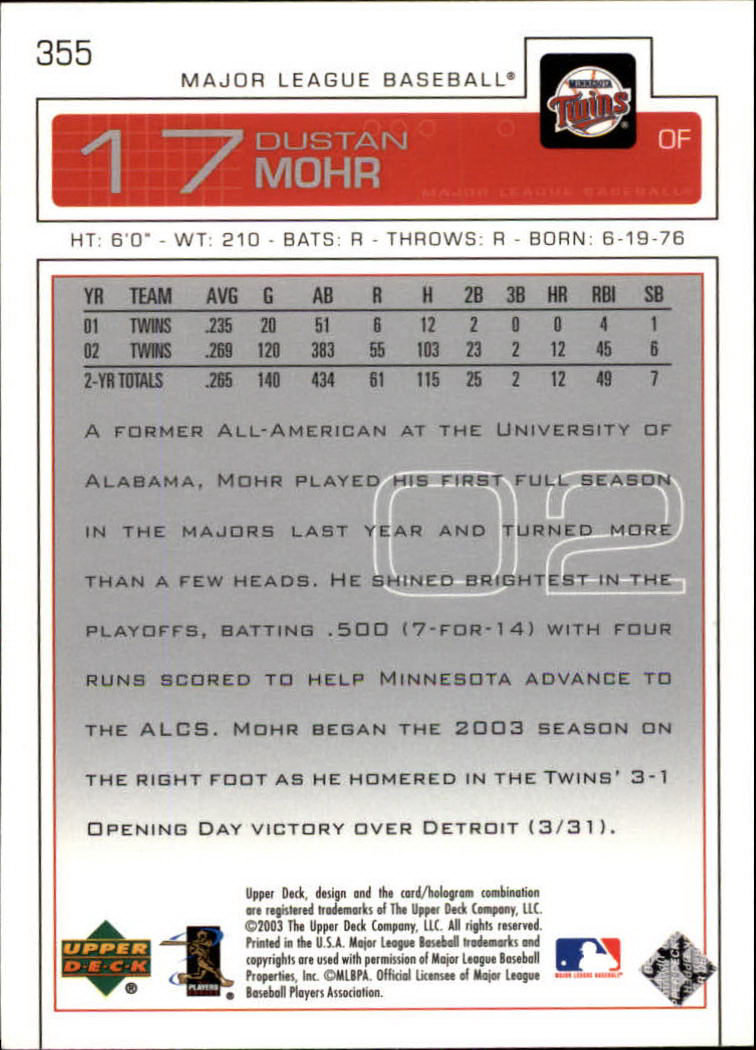 355
MAJOR LEAGUE BASEBALL®
MINNESOTA
Twins®
17 DUSTAN
MOHR
OF
MAJOR LEAGUE BASEBALL®
HT: 6'0" - WT: 210 - BATS: R - THROWS: R - BORN: 6-19-76
YR TEAM AVG G AB R H 2B 3B HR RBI SB
01 TWINS .235 20 51 6 12 2 0 0 4 1
02 TWINS .269 120 383 55 103 23 2 12 45 6
2-YR TOTALS .265 140 434 61 115 25 2 12 49 7
02
A FORMER ALL-AMERICAN AT THE UNIVERSITY OF
ALABAMA, MOHR PLAYED HIS FIRST FULL SEASON
IN THE MAJORS LAST YEAR AND TURNED MORE
THAN A FEW HEADS. HE SHINED BRIGHTEST IN THE
PLAYOFFS, BATTING .500 (7-FOR-14) WITH FOUR
RUNS SCORED TO HELP MINNESOTA ADVANCE TO
THE ALCS. MOHR BEGAN THE 2003 SEASON ON
THE RIGHT FOOT AS HE HOMERED IN THE TWINS' 3-1
OPENING DAY VICTORY OVER DETROIT (3/31).
Upper Deck, design and the card/hologram combination
are registered trademarks of The Upper Deck Company, LLC.
©2003 The Upper Deck Company, LLC. All rights reserved.
Printed in the U.S.A. Major League Baseball trademarks and
copyrights are used with permission of Major League Baseball
Properties, Inc. ©MLBPA. Official Licensee of Major League
Baseball Players Association.
UPPER
D·E·C·K
®
PLAYERS
®
MAJOR LEAGUE BASEBALL®